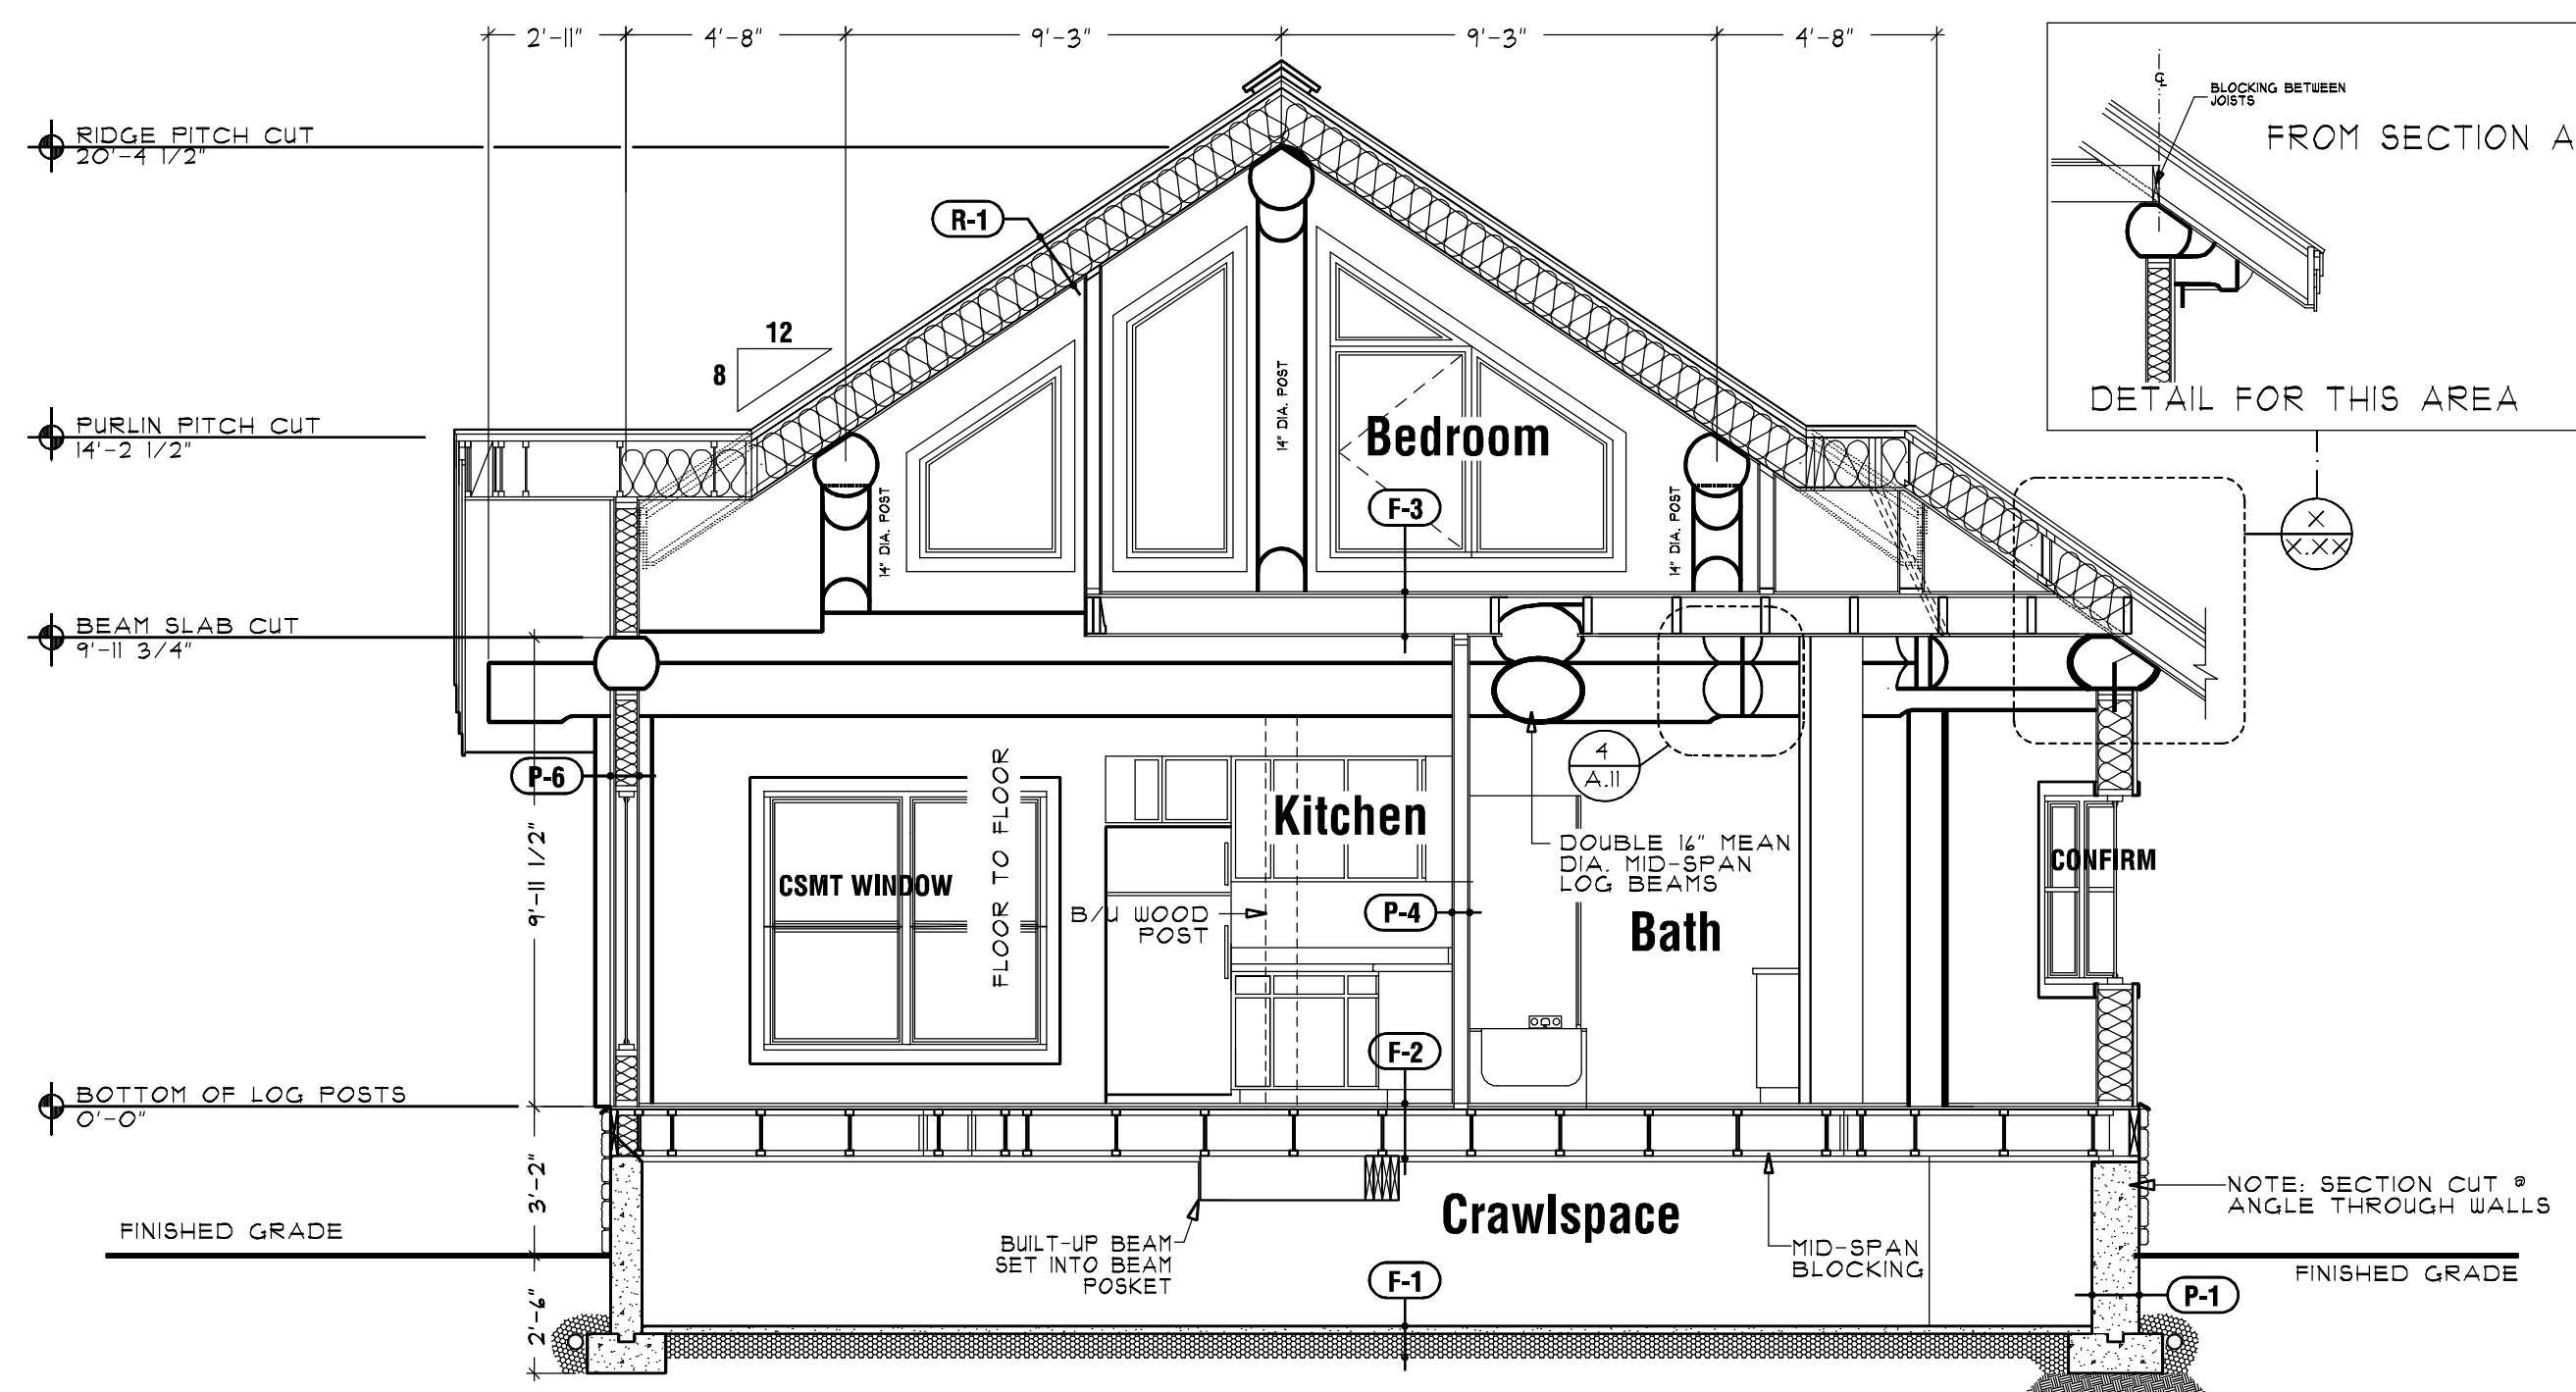 2'-11"
4'-8"
9'-3"
9'-3"
4'-8"
RIDGE PITCH CUT
20'-4 1/2"
PURLIN PITCH CUT
14'-2 1/2"
BEAM SLAB CUT
9'-11 3/4"
BOTTOM OF LOG POSTS
0'-0"
R-1
12
8
14" DIA. POST
14" DIA. POST
14" DIA. POST
Bedroom
F-3
℄
BLOCKING BETWEEN
JOISTS
FROM SECTION A
DETAIL FOR THIS AREA
X
X.XX
P-6
9'-11 1/2"
3'-2"
2'-6"
CSMT WINDOW
FLOOR TO FLOOR
Kitchen
B/U WOOD
POST
P-4
4
A.11
DOUBLE 16" MEAN
DIA. MID-SPAN
LOG BEAMS
Bath
CONFIRM
F-2
FINISHED GRADE
BUILT-UP BEAM
SET INTO BEAM
POSKET
Crawlspace
MID-SPAN
BLOCKING
F-1
NOTE: SECTION CUT @
ANGLE THROUGH WALLS
FINISHED GRADE
P-1